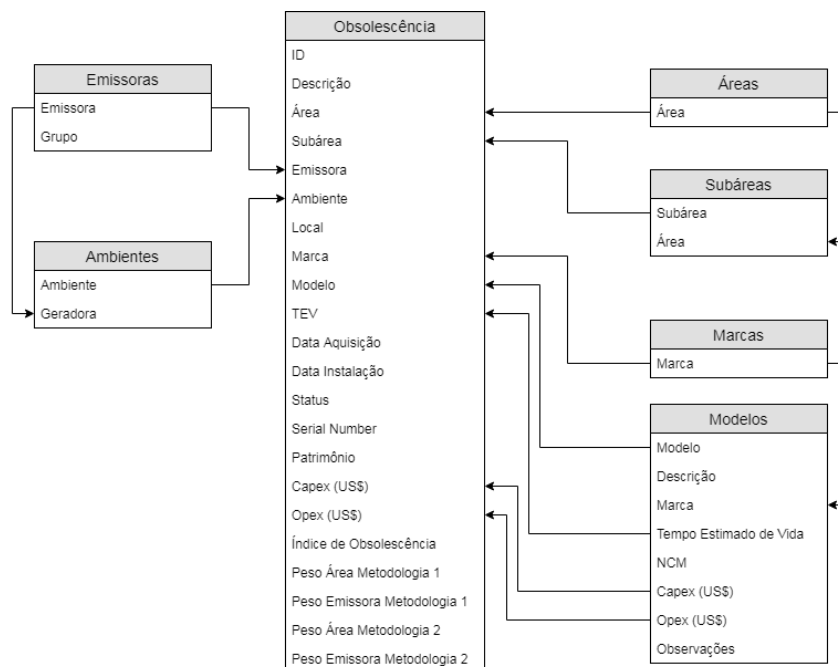 Obsolescência
ID
Descrição
Área
Subárea
Emissora
Ambiente
Local
Marca
Modelo
TEV
Data Aquisição
Data Instalação
Status
Serial Number
Patrimônio
Capex (US$)
Opex (US$)
Índice de Obsolescência
Peso Área Metodologia 1
Peso Emissora Metodologia 1
Peso Área Metodologia 2
Peso Emissora Metodologia 2
Emissoras
Emissora
Grupo
Ambientes
Ambiente
Geradora
Áreas
Área
Subáreas
Subárea
Área
Marcas
Marca
Modelos
Modelo
Descrição
Marca
Tempo Estimado de Vida
NCM
Capex (US$)
Opex (US$)
Observações